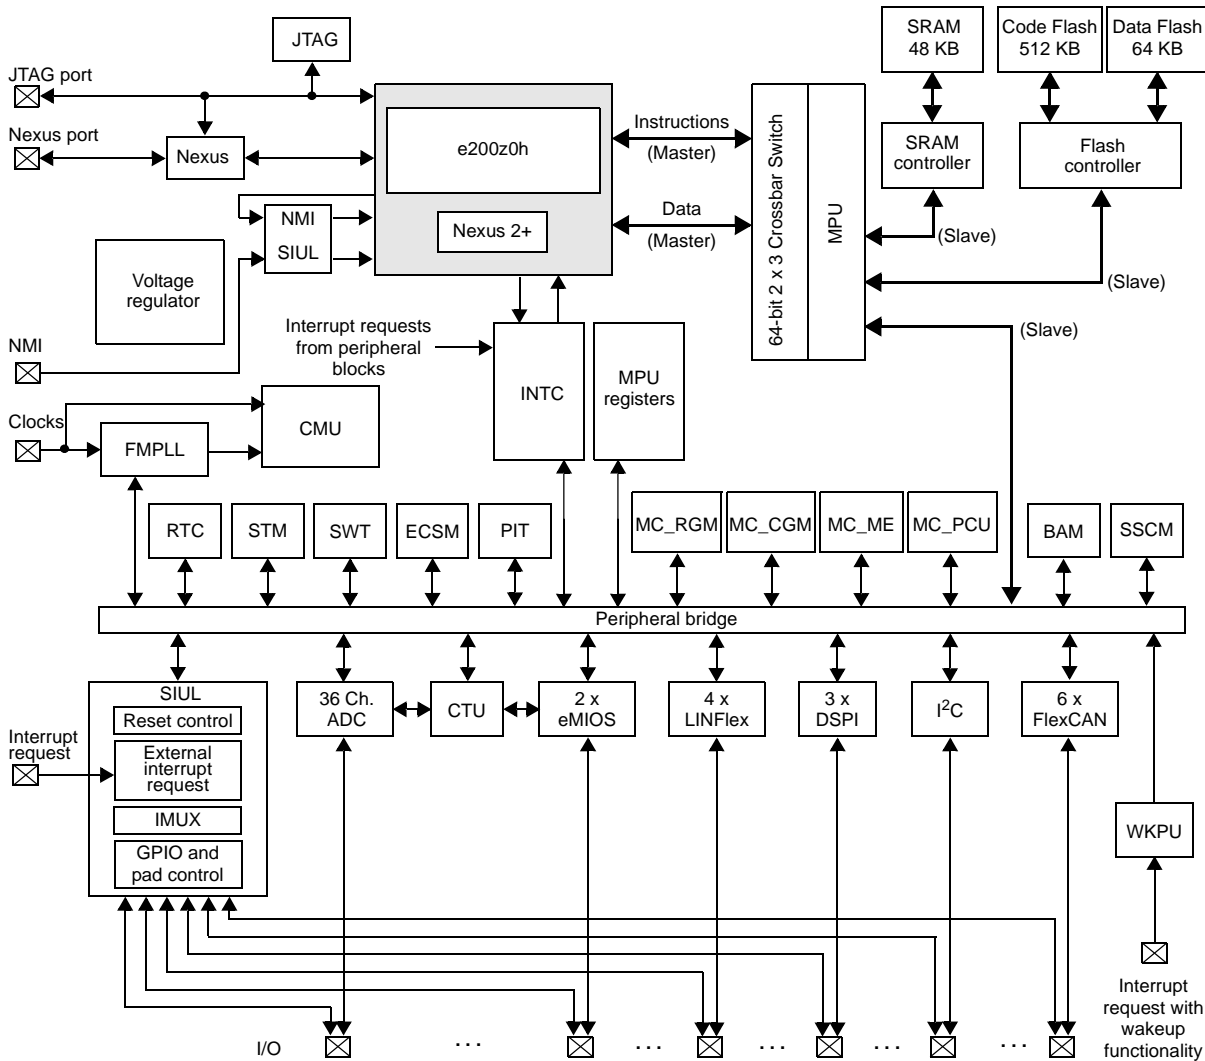 JTAG
SRAM
48 KB
Code Flash
512 KB
Data Flash
64 KB
JTAG port
Nexus port
Nexus
e200z0h
Nexus 2+
Instructions
(Master)
Data
(Master)
64-bit 2 x 3 Crossbar Switch
MPU
SRAM
controller
Flash
controller
(Slave)
(Slave)
(Slave)
NMI
SIUL
Voltage
regulator
NMI
Interrupt requests
from peripheral
blocks
INTC
MPU
registers
Clocks
FMPLL
CMU
RTC
STM
SWT
ECSM
PIT
MC_RGM
MC_CGM
MC_ME
MC_PCU
BAM
SSCM
Peripheral bridge
SIUL
Reset control
External
interrupt
request
IMUX
GPIO and
pad control
Interrupt
request
36 Ch.
ADC
CTU
2 x
eMIOS
4 x
LINFlex
3 x
DSPI
I²C
6 x
FlexCAN
WKPU
I/O
. . .
. . .
. . .
. . .
. . .
Interrupt
request with
wakeup
functionality